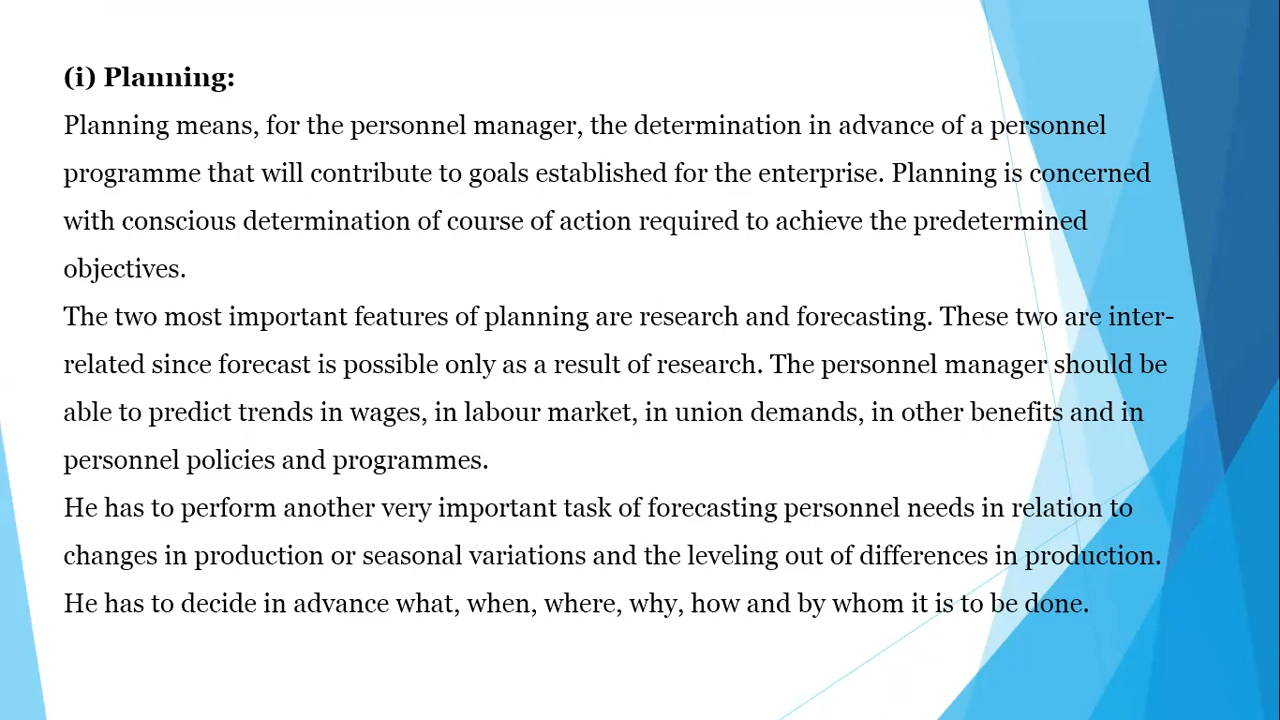 (i) Planning:
Planning means, for the personnel manager, the determination in advance of a personnel
programme that will contribute to goals established for the enterprise. Planning is concerned
with conscious determination of course of action required to achieve the predetermined
objectives.
The two most important features of planning are research and forecasting. These two are inter-
related since forecast is possible only as a result of research. The personnel manager should be
able to predict trends in wages, in labour market, in union demands, in other benefits and in
personnel policies and programmes.
He has to perform another very important task of forecasting personnel needs in relation to
changes in production or seasonal variations and the leveling out of differences in production.
He has to decide in advance what, when, where, why, how and by whom it is to be done.